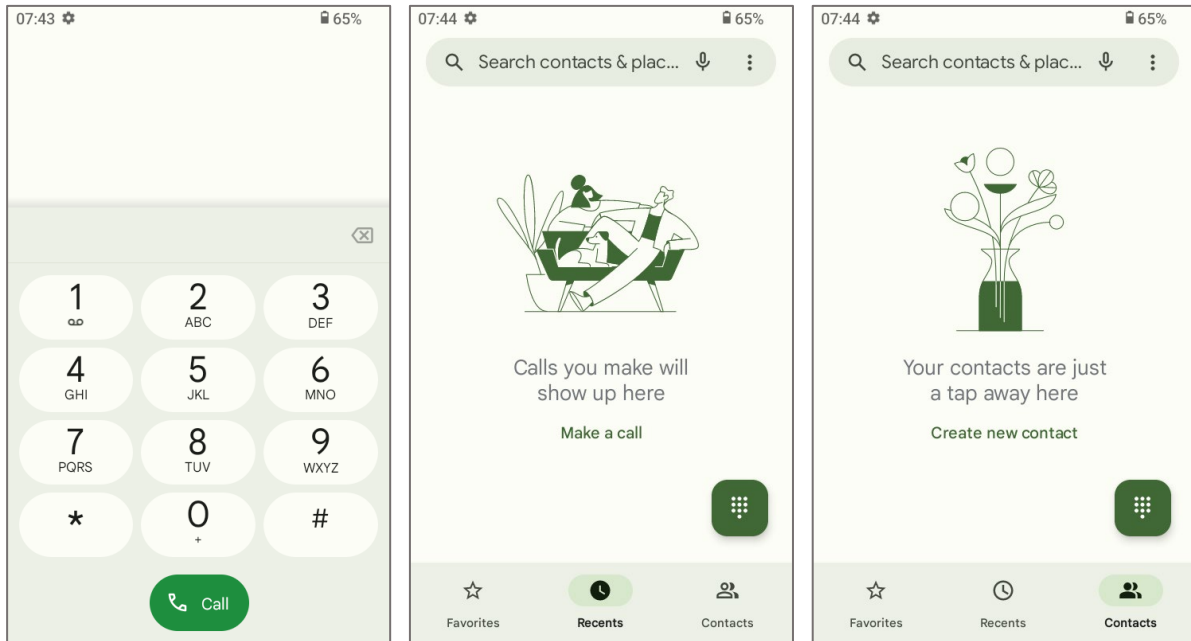 07:43 65%
1
2
ABC
3
DEF
4
GHI
5
JKL
6
MNO
7
PQRS
8
TUV
9
WXYZ
*
0
+
#
Call
07:44 65%
Search contacts & plac...
Calls you make will
show up here
Make a call
Favorites Recents Contacts
07:44 65%
Search contacts & plac...
Your contacts are just
a tap away here
Create new contact
Favorites Recents Contacts